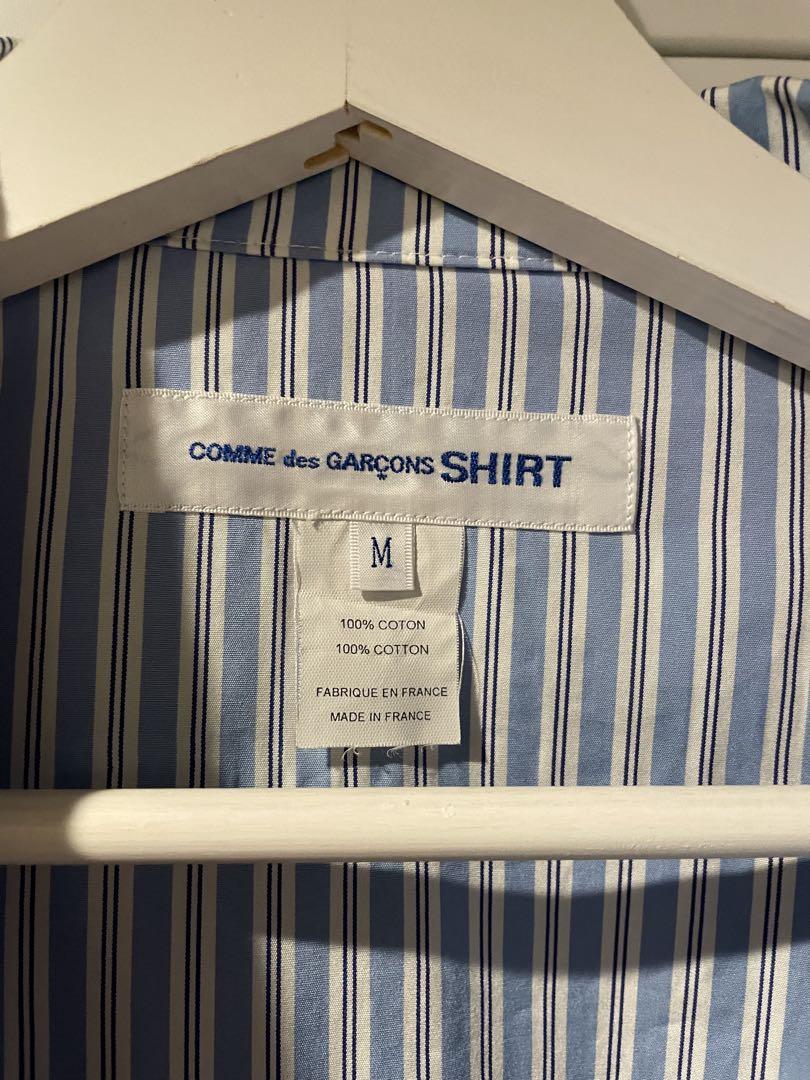 COMME des GARÇONS SHIRT
M
100% COTON
100% COTTON
FABRIQUE EN FRANCE
MADE IN FRANCE